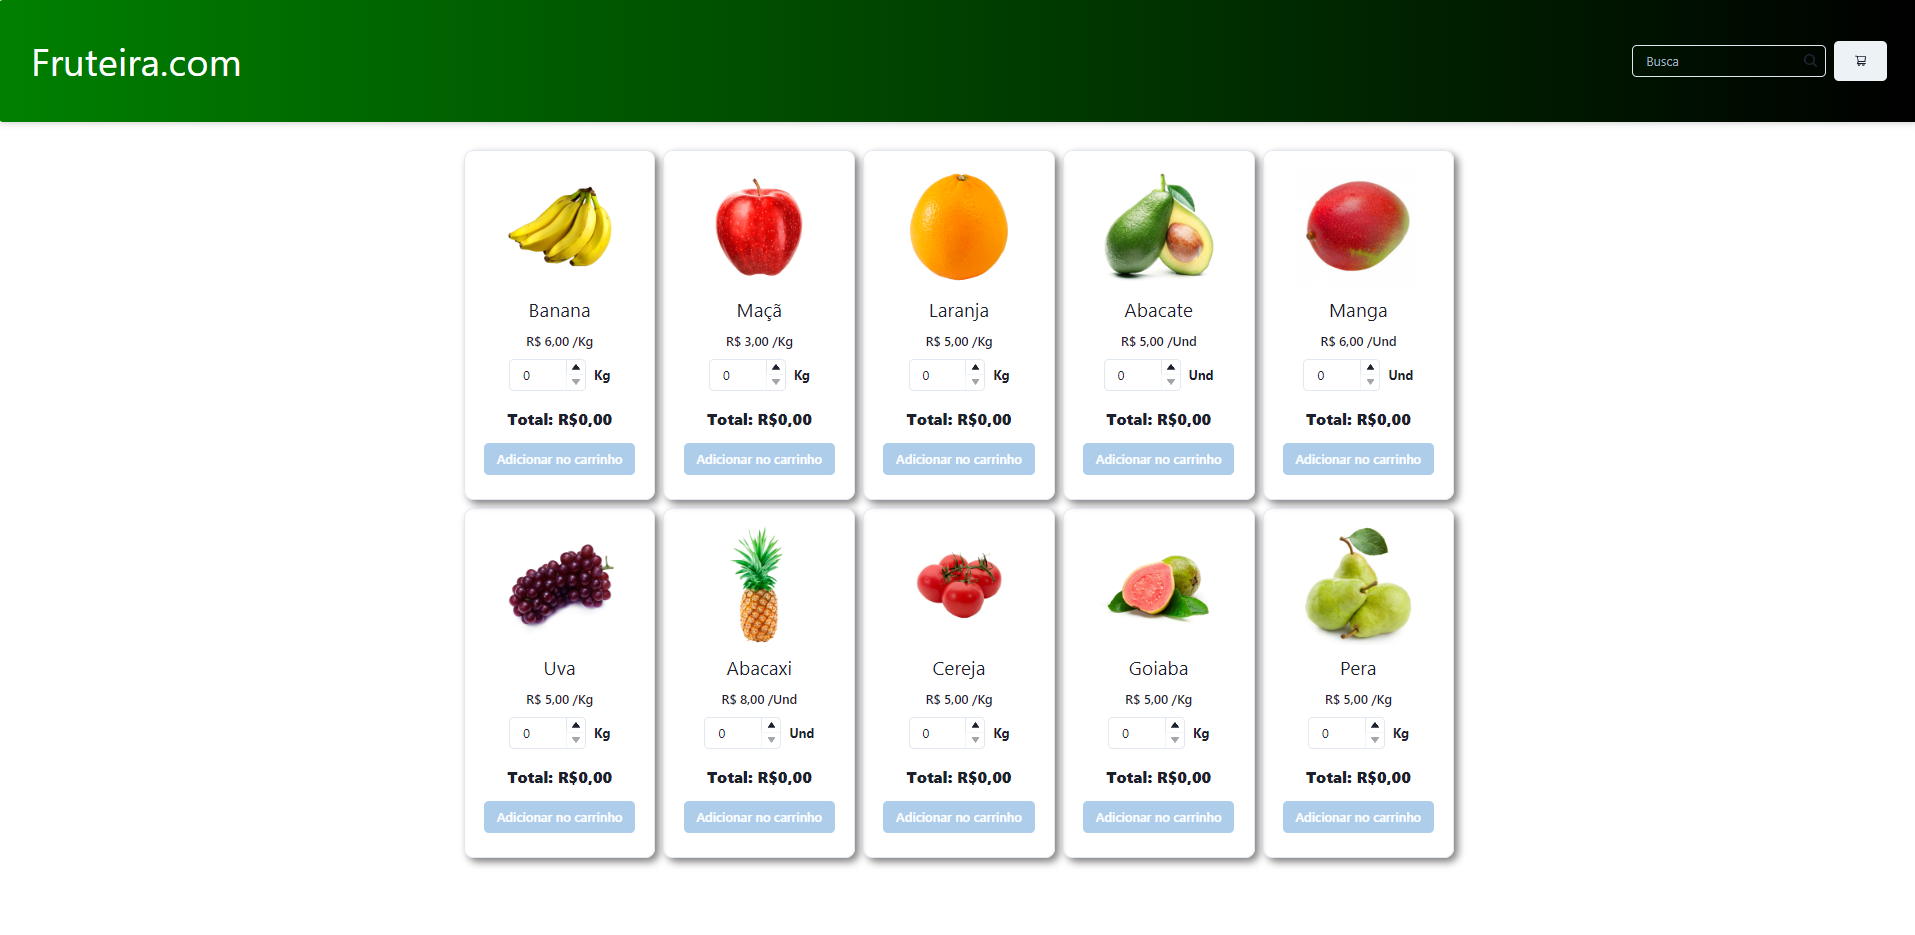 Fruteira.com
Busca
Banana
R$ 6,00 /Kg
0 Kg
Total: R$0,00
Adicionar no carrinho
Maçã
R$ 3,00 /Kg
0 Kg
Total: R$0,00
Adicionar no carrinho
Laranja
R$ 5,00 /Kg
0 Kg
Total: R$0,00
Adicionar no carrinho
Abacate
R$ 5,00 /Und
0 Und
Total: R$0,00
Adicionar no carrinho
Manga
R$ 6,00 /Und
0 Und
Total: R$0,00
Adicionar no carrinho
Uva
R$ 5,00 /Kg
0 Kg
Total: R$0,00
Adicionar no carrinho
Abacaxi
R$ 8,00 /Und
0 Und
Total: R$0,00
Adicionar no carrinho
Cereja
R$ 5,00 /Kg
0 Kg
Total: R$0,00
Adicionar no carrinho
Goiaba
R$ 5,00 /Kg
0 Kg
Total: R$0,00
Adicionar no carrinho
Pera
R$ 5,00 /Kg
0 Kg
Total: R$0,00
Adicionar no carrinho